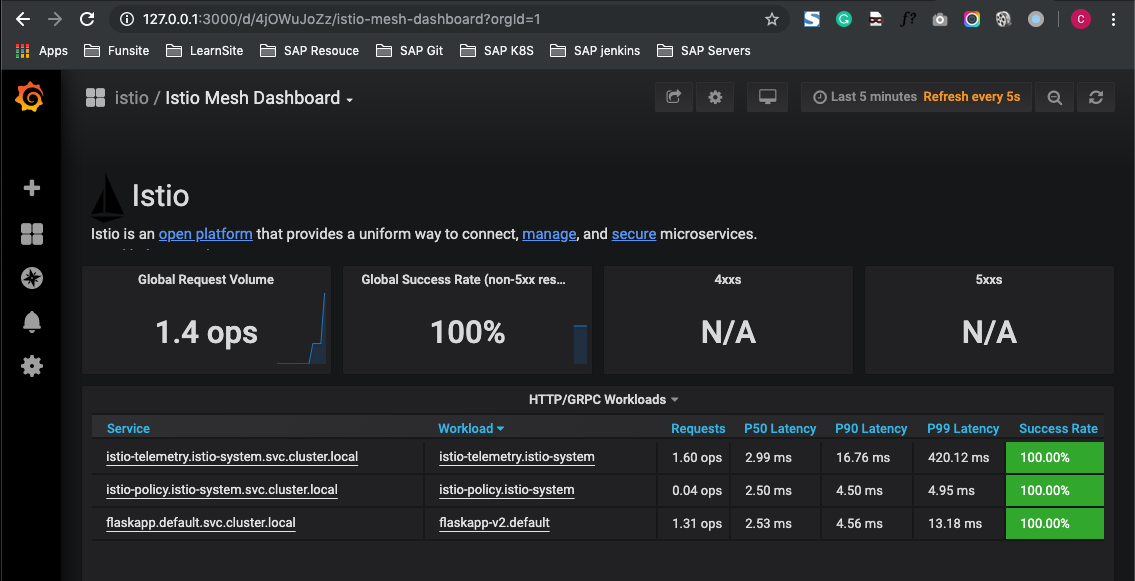 127.0.0.1:3000/d/4jOWuJoZz/istio-mesh-dashboard?orgId=1
f?
C
Apps Funsite LearnSite SAP Resouce SAP Git SAP K8S SAP jenkins SAP Servers
istio / Istio Mesh Dashboard
Last 5 minutes Refresh every 5s
Istio
Istio is an open platform that provides a uniform way to connect, manage, and secure microservices.
Global Request Volume
1.4 ops
Global Success Rate (non-5xx res...
100%
4xxs
N/A
5xxs
N/A
HTTP/GRPC Workloads
Service Workload Requests P50 Latency P90 Latency P99 Latency Success Rate
istio-telemetry.istio-system.svc.cluster.local istio-telemetry.istio-system 1.60 ops 2.99 ms 16.76 ms 420.12 ms 100.00%
istio-policy.istio-system.svc.cluster.local istio-policy.istio-system 0.04 ops 2.50 ms 4.50 ms 4.95 ms 100.00%
flaskapp.default.svc.cluster.local flaskapp-v2.default 1.31 ops 2.53 ms 4.56 ms 13.18 ms 100.00%